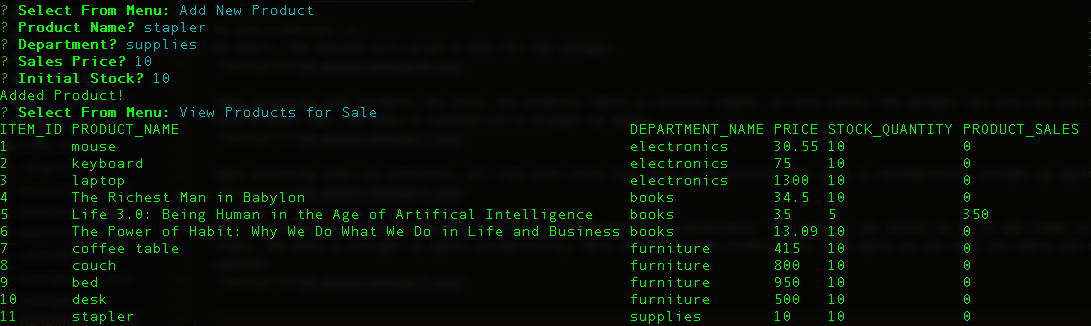 ? Select From Menu: Add New Product
? Product Name? stapler
? Department? supplies
? Sales Price? 10
? Initial Stock? 10
Added Product!
? Select From Menu: View Products for Sale
ITEM_ID PRODUCT_NAME DEPARTMENT_NAME PRICE STOCK_QUANTITY PRODUCT_SALES
1 mouse electronics 30.55 10 0
2 keyboard electronics 75 10 0
3 laptop electronics 1300 10 0
4 The Richest Man in Babylon books 34.5 10 0
5 Life 3.0: Being Human in the Age of Artifical Intelligence books 35 5 350
6 The Power of Habit: Why We Do What We Do in Life and Business books 13.09 10 0
7 coffee table furniture 415 10 0
8 couch furniture 800 10 0
9 bed furniture 950 10 0
10 desk furniture 500 10 0
11 stapler supplies 10 10 0